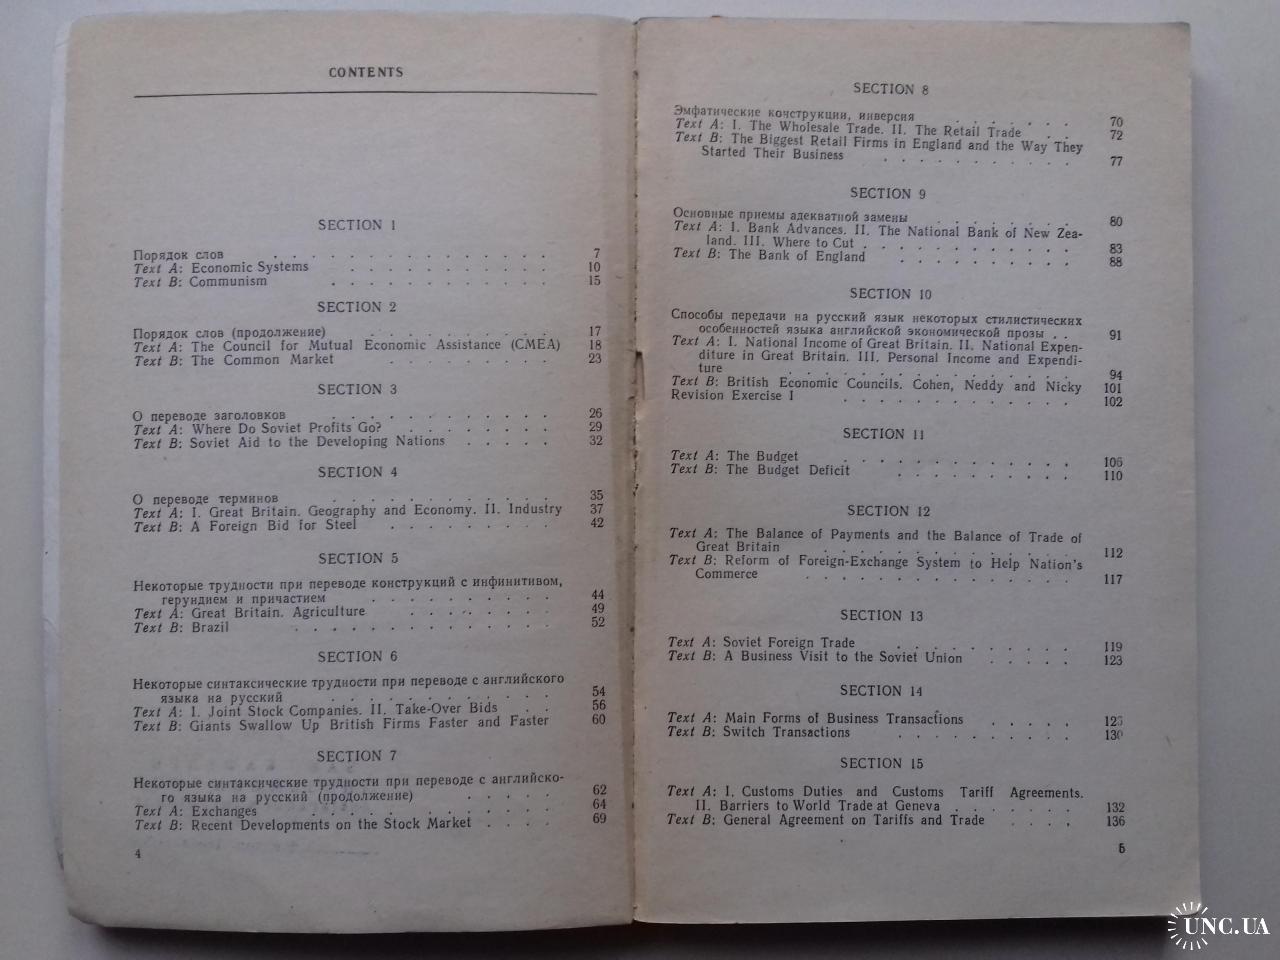 CONTENTS
SECTION 1
Порядок слов . . . . . . . . . . . . . . 7
Text A: Economic Systems . . . . . . . . . . 10
Text B: Communism . . . . . . . . . . . . 15
SECTION 2
Порядок слов (продолжение) . . . . . . . . . 17
Text A: The Council for Mutual Economic Assistance (CMEA) 18
Text B: The Common Market . . . . . . . . . 23
SECTION 3
О переводе заголовков . . . . . . . . . . . 26
Text A: Where Do Soviet Profits Go? . . . . . . . 29
Text B: Soviet Aid to the Developing Nations . . . . . 32
SECTION 4
О переводе терминов . . . . . . . . . . . 35
Text A: I. Great Britain. Geography and Economy. II. Industry 37
Text B: A Foreign Bid for Steel . . . . . . . . 42
SECTION 5
Некоторые трудности при переводе конструкций с инфинитивом,
герундием и причастием . . . . . . . . . 44
Text A: Great Britain. Agriculture . . . . . . . . 49
Text B: Brazil . . . . . . . . . . . . . 52
SECTION 6
Некоторые синтаксические трудности при переводе с английского
языка на русский . . . . . . . . . . . 54
Text A: I. Joint Stock Companies. II. Take-Over Bids . . 56
Text B: Giants Swallow Up British Firms Faster and Faster 60
SECTION 7
Некоторые синтаксические трудности при переводе с английско-
го языка на русский (продолжение) . . . . . 62
Text A: Exchanges . . . . . . . . . . . . 64
Text B: Recent Developments on the Stock Market . . . . 69
4
SECTION 8
Эмфатические конструкции, инверсия . . . . . . 70
Text A: I. The Wholesale Trade. II. The Retail Trade . . 72
Text B: The Biggest Retail Firms in England and the Way They
Started Their Business . . . . . . . . . . 77
SECTION 9
Основные приемы адекватной замены . . . . . . . . 80
Text A: I. Bank Advances. II. The National Bank of New Zea-
land. III. Where to Cut . . . . . . . . . . . 83
Text B: The Bank of England . . . . . . . . . . 88
SECTION 10
Способы передачи на русский язык некоторых стилистических
особенностей языка английской экономической прозы . . 91
Text A: I. National Income of Great Britain. II. National Expen-
diture in Great Britain. III. Personal Income and Expendi-
ture . . . . . . . . . . . . . . . 94
Text B: British Economic Councils. Cohen, Neddy and Nicky 101
Revision Exercise I . . . . . . . . . . . . 102
SECTION 11
Text A: The Budget . . . . . . . . . . . . 106
Text B: The Budget Deficit . . . . . . . . . . 110
SECTION 12
Text A: The Balance of Payments and the Balance of Trade of
Great Britain . . . . . . . . . . . . . 112
Text B: Reform of Foreign-Exchange System to Help Nation's
Commerce . . . . . . . . . . . . . . 117
SECTION 13
Text A: Soviet Foreign Trade . . . . . . . . . . 119
Text B: A Business Visit to the Soviet Union . . . . . 123
SECTION 14
Text A: Main Forms of Business Transactions . . . . .
Text B: Switch Transactions . . . . . . . . . . 130
SECTION 15
Text A: I. Customs Duties and Customs Tariff Agreements.
II. Barriers to World Trade at Geneva . . . . . . . 132
Text B: General Agreement on Tariffs and Trade . . . . 136
5
UNC.UA